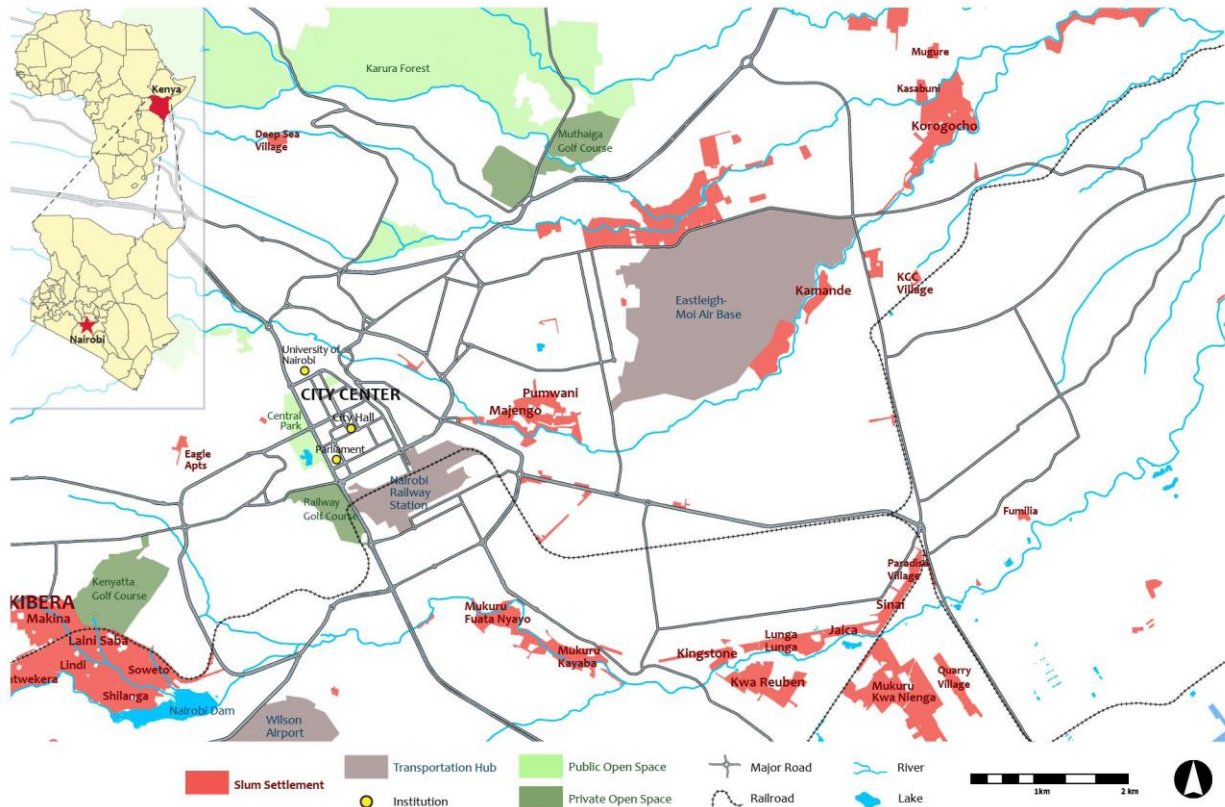 Kenya
Nairobi
Karura Forest
Muthaiga
Golf Course
Deep Sea
Village
Mugure
Kasabuni
Korogocho
KCC
Village
Kamande
Eastleigh-
Moi Air Base
University of
Nairobi
CITY CENTER
City Hall
Central
Park
Parliament
Pumwani
Majengo
Eagle
Apts
Nairobi
Railway
Station
Railway
Golf Course
Kenyatta
Golf Course
KIBERA
Makina
Laini Saba
Lindi
Soweto
ntwekera
Shilanga
Nairobi Dam
Wilson
Airport
Mukuru
Fuata Nyayo
Mukuru
Kayaba
Fumilia
Paradise
Village
Sinai
Jalca
Lunga
Lunga
Kingstone
Kwa Reuben
Mukuru
Kwa Nienga
Quarry
Village
Slum Settlement
Transportation Hub
Institution
Public Open Space
Private Open Space
Major Road
Railroad
River
Lake
1km
2 km